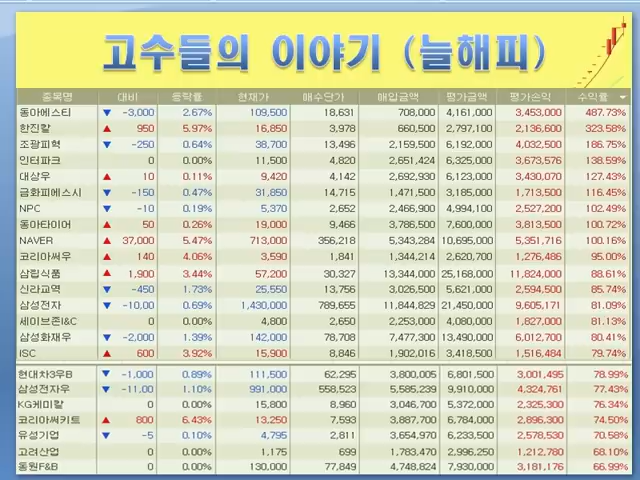 고수들의 이야기 (늘해피)
종목명 대비 등락률 현재가 매수단가 매입금액 평가금액 평가손익 수익률
동아에스티 ▼ -3,000 2.67% 109,500 18,631 708,000 4,161,000 3,453,000 487.73%
한진칼 ▲ 950 5.97% 16,850 3,978 660,500 2,797,100 2,136,600 323.58%
조광피혁 ▼ -250 0.64% 38,700 13,496 2,159,500 6,192,000 4,032,500 186.75%
인터파크 0 0.00% 11,500 4,820 2,651,424 6,325,000 3,673,576 138.59%
대상우 ▲ 10 0.11% 9,420 4,142 2,692,930 6,123,000 3,430,070 127.43%
금화피에스시 ▼ -150 0.47% 31,850 14,715 1,471,500 3,185,000 1,713,500 116.45%
NPC ▼ -10 0.19% 5,370 2,652 2,466,900 4,994,100 2,527,200 102.49%
동아타이어 ▲ 50 0.26% 19,000 9,466 3,786,500 7,600,000 3,813,500 100.72%
NAVER ▲ 37,000 5.47% 713,000 356,218 5,343,284 10,695,000 5,351,716 100.16%
코리아써우 ▲ 140 4.06% 3,590 1,841 1,344,214 2,620,700 1,276,486 95.00%
삼립식품 ▲ 1,900 3.44% 57,200 30,327 13,344,000 25,168,000 11,824,000 88.61%
신라교역 ▼ -450 1.73% 25,550 13,756 3,026,500 5,621,000 2,594,500 85.74%
삼성전자 ▼ -10,00 0.69% 1,430,000 789,655 11,844,829 21,450,000 9,605,171 81.09%
세이브존I&C 0 0.00% 4,800 2,650 2,253,000 4,080,000 1,827,000 81.13%
삼성화재우 ▼ -2,000 1.39% 142,000 78,708 7,477,300 13,490,000 6,012,700 80.41%
ISC ▲ 600 3.92% 15,900 8,846 1,902,016 3,418,500 1,516,484 79.74%
현대차3우B ▼ -1,000 0.89% 111,500 62,295 3,800,005 6,801,500 3,001,495 78.99%
삼성전자우 ▼ -11,00 1.10% 991,000 558,523 5,585,239 9,910,000 4,324,761 77.43%
KG케미칼 0 0.00% 15,800 8,960 3,046,700 5,372,000 2,325,300 76.34%
코리아써키트 ▲ 800 6.43% 13,250 7,593 3,887,700 6,784,000 2,896,300 74.50%
유성기업 ▼ -5 0.10% 4,795 2,811 3,654,970 6,233,500 2,578,530 70.58%
고려산업 0 0.00% 1,175 699 1,783,470 2,996,250 1,212,780 68.10%
동원F&B 0 0.00% 130,000 77,849 4,748,824 7,930,000 3,181,176 66.99%